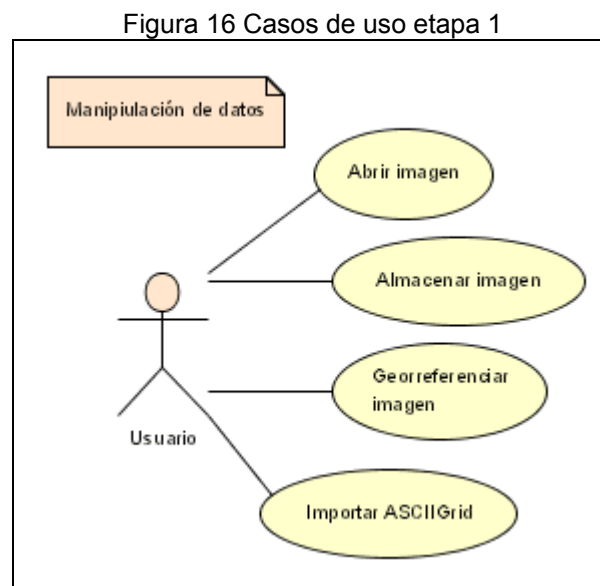 Figura 16 Casos de uso etapa 1
Manipiulación de datos
Abrir imagen
Almacenar imagen
Georreferenciar
imagen
Usuario
Importar ASCIIGrid